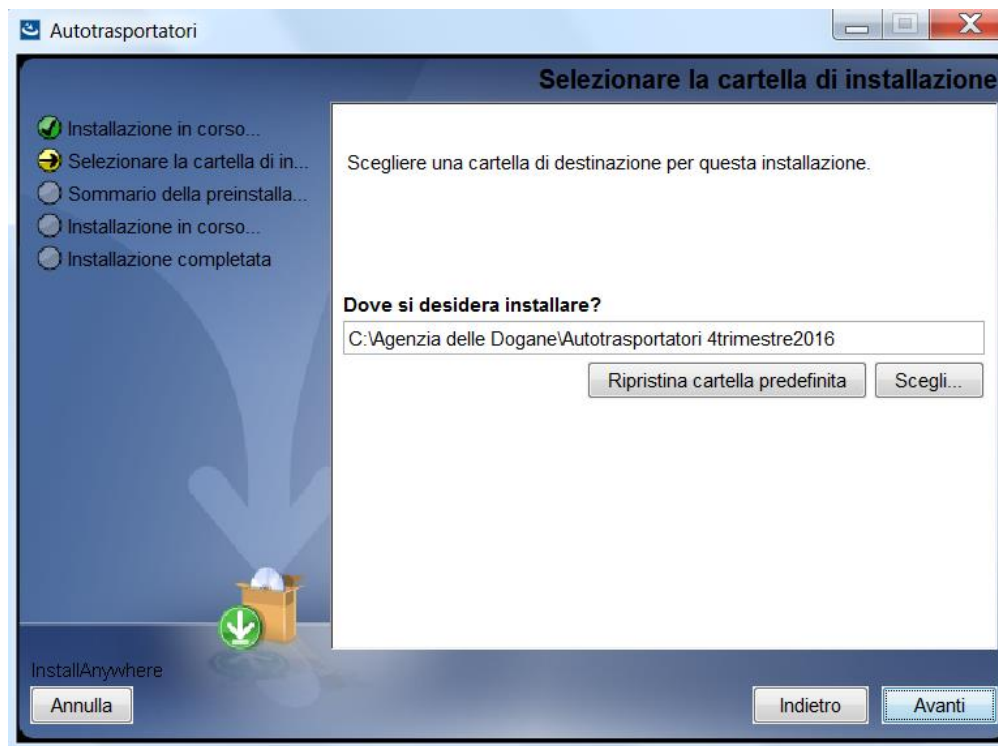 Autotrasportatori
Selezionare la cartella di installazione
Installazione in corso...
Selezionare la cartella di in...
Sommario della preinstalla...
Installazione in corso...
Installazione completata
Scegliere una cartella di destinazione per questa installazione.
Dove si desidera installare?
C:\Agenzia delle Dogane\Autotrasportatori 4trimestre2016
Ripristina cartella predefinita
Scegli...
InstallAnywhere
Annulla
Indietro
Avanti